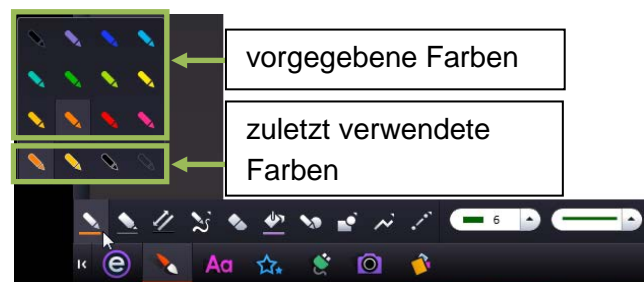 vorgegebene Farben
zuletzt verwendete
Farben
6
e Aa